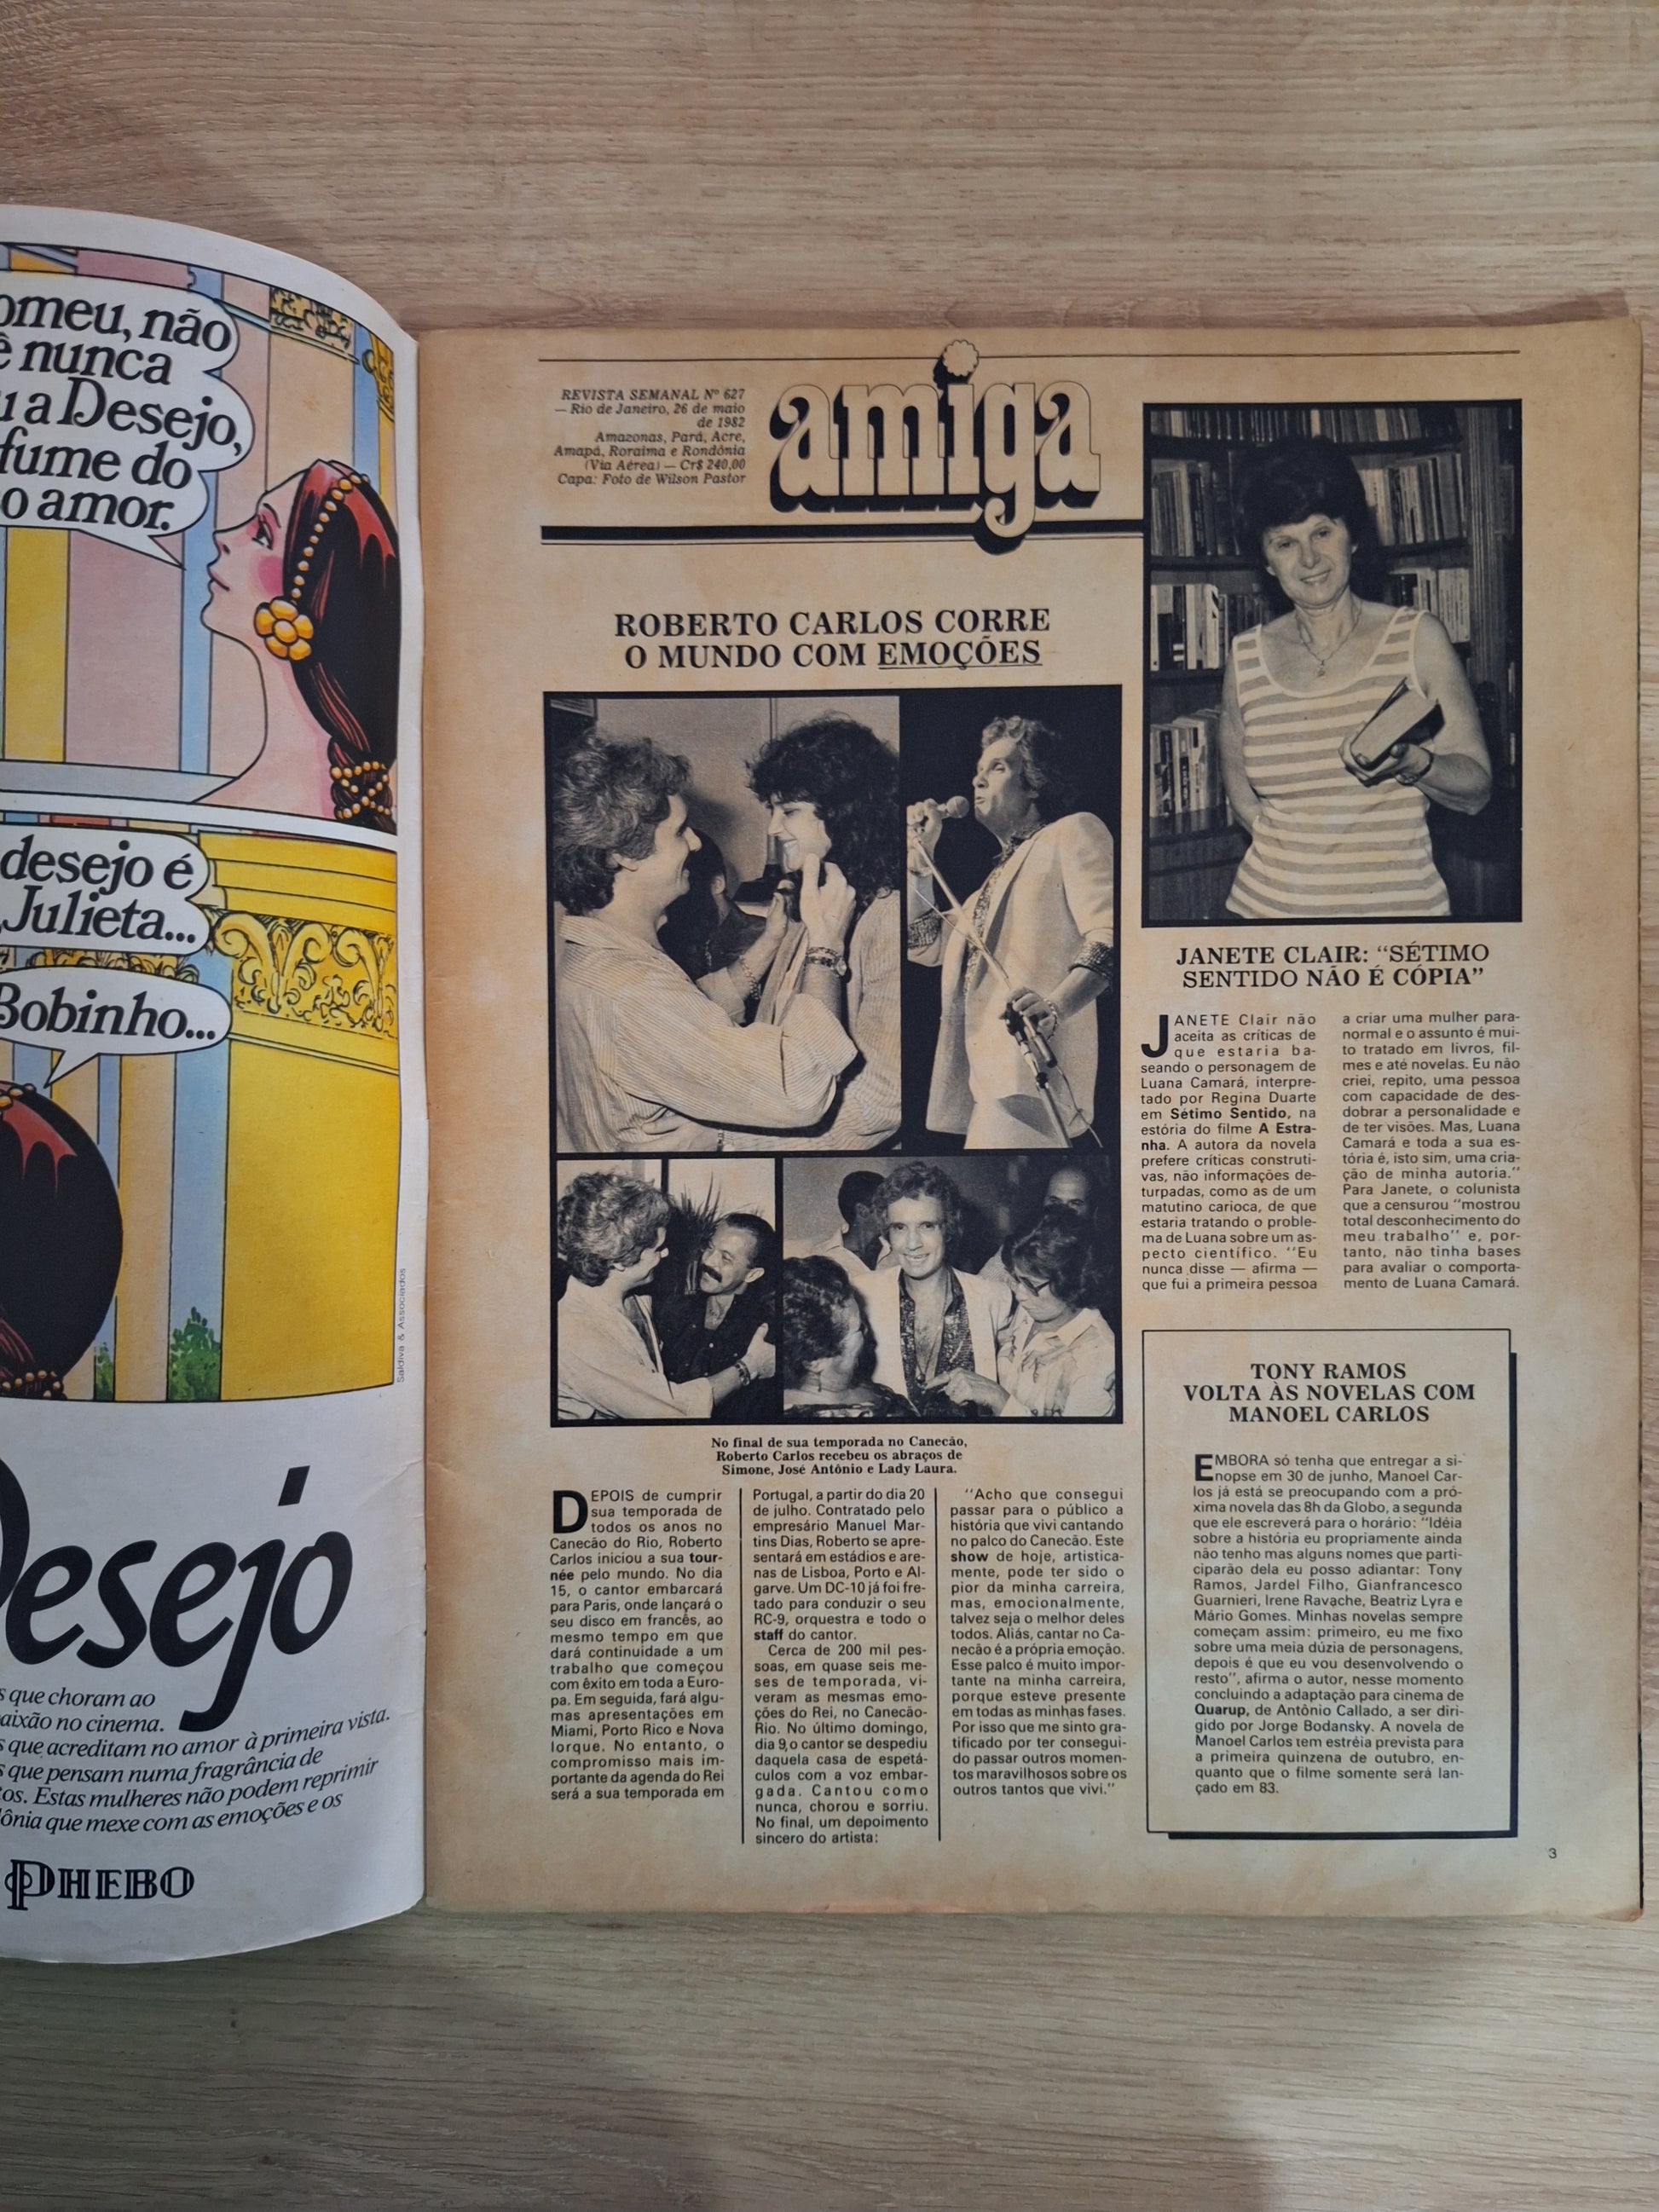 omeu, não
ê nunca
u a Desejo,
fume do
o amor.
desejo é
Julieta...
Bobinho...
Saldiva & Associados
Desejo
s que choram ao
aixão no cinema.
s que acreditam no amor à primeira vista.
s que pensam numa fragrância de
os. Estas mulheres não podem reprimir
ônia que mexe com as emoções e os
PHEBO
REVISTA SEMANAL Nº 627
— Rio de Janeiro, 26 de maio
de 1982
Amazonas, Pará, Acre,
Amapá, Roraima e Rondônia
(Via Aérea) — Cr$ 240,00
Capa: Foto de Wilson Pastor
amiga
ROBERTO CARLOS CORRE
O MUNDO COM EMOÇÕES
No final de sua temporada no Canecão,
Roberto Carlos recebeu os abraços de
Simone, José Antônio e Lady Laura.
DEPOIS de cumprir
sua temporada de
todos os anos no
Canecão do Rio, Roberto
Carlos iniciou a sua tour-
née pelo mundo. No dia
15, o cantor embarcará
para Paris, onde lançará o
seu disco em francês, ao
mesmo tempo em que
dará continuidade a um
trabalho que começou
com êxito em toda a Euro-
pa. Em seguida, fará algu-
mas apresentações em
Miami, Porto Rico e Nova
Iorque. No entanto, o
compromisso mais im-
portante da agenda do Rei
será a sua temporada em
Portugal, a partir do dia 20
de julho. Contratado pelo
empresário Manuel Mar-
tins Dias, Roberto se apre-
sentará em estádios e are-
nas de Lisboa, Porto e Al-
garve. Um DC-10 já foi fre-
tado para conduzir o seu
RC-9, orquestra e todo o
staff do cantor.
Cerca de 200 mil pes-
soas, em quase seis me-
ses de temporada, vi-
veram as mesmas emo-
ções do Rei, no Canecão-
Rio. No último domingo,
dia 9, o cantor se despediu
daquela casa de espetá-
culos com a voz embar-
gada. Cantou como
nunca, chorou e sorriu.
No final, um depoimento
sincero do artista:
"Acho que consegui
passar para o público a
história que vivi cantando
no palco do Canecão. Este
show de hoje, artistica-
mente, pode ter sido o
pior da minha carreira,
mas, emocionalmente,
talvez seja o melhor deles
todos. Aliás, cantar no Ca-
necão é a própria emoção.
Esse palco é muito impor-
tante na minha carreira,
porque esteve presente
em todas as minhas fases.
Por isso que me sinto gra-
tificado por ter consegui-
do passar outros momen-
tos maravilhosos sobre os
outros tantos que vivi."
JANETE CLAIR: “SÉTIMO
SENTIDO NÃO É CÓPIA”
JANETE Clair não
aceita as críticas de
que estaria ba-
seando o personagem de
Luana Camará, interpre-
tado por Regina Duarte
em Sétimo Sentido, na
estória do filme A Estra-
nha. A autora da novela
prefere críticas construti-
vas, não informações de-
turpadas, como as de um
matutino carioca, de que
estaria tratando o proble-
ma de Luana sobre um as-
pecto científico. "Eu
nunca disse — afirma —
que fui a primeira pessoa
a criar uma mulher para-
normal e o assunto é mui-
to tratado em livros, fil-
mes e até novelas. Eu não
criei, repito, uma pessoa
com capacidade de des-
dobrar a personalidade e
de ter visões. Mas, Luana
Camará e toda a sua es-
tória é, isto sim, uma cria-
ção de minha autoria."
Para Janete, o colunista
que a censurou "mostrou
total desconhecimento do
meu trabalho" e, por-
tanto, não tinha bases
para avaliar o comporta-
mento de Luana Camará.
TONY RAMOS
VOLTA ÀS NOVELAS COM
MANOEL CARLOS
EMBORA só tenha que entregar a si-
nopse em 30 de junho, Manoel Car-
los já está se preocupando com a pró-
xima novela das 8h da Globo, a segunda
que ele escreverá para o horário: "Idéia
sobre a história eu propriamente ainda
não tenho mas alguns nomes que parti-
ciparão dela eu posso adiantar: Tony
Ramos, Jardel Filho, Gianfrancesco
Guarnieri, Irene Ravache, Beatriz Lyra e
Mário Gomes. Minhas novelas sempre
começam assim: primeiro, eu me fixo
sobre uma meia dúzia de personagens,
depois é que eu vou desenvolvendo o
resto", afirma o autor, nesse momento
concluindo a adaptação para cinema de
Quarup, de Antônio Callado, a ser diri-
gido por Jorge Bodansky. A novela de
Manoel Carlos tem estréia prevista para
a primeira quinzena de outubro, en-
quanto que o filme somente será lan-
çado em 83.
3